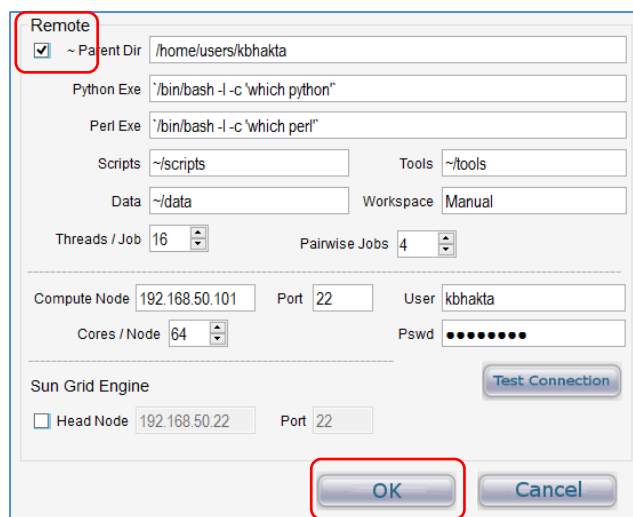 Remote
~ Parent Dir /home/users/kbhakta
Python Exe `/bin/bash -l -c 'which python'`
Perl Exe `/bin/bash -l -c 'which perl'`
Scripts ~/scripts Tools ~/tools
Data ~/data Workspace Manual
Threads / Job 16 Pairwise Jobs 4
Compute Node 192.168.50.101 Port 22 User kbhakta
Cores / Node 64 Pswd ●●●●●●●●
Sun Grid Engine Test Connection
Head Node 192.168.50.22 Port 22
OK Cancel